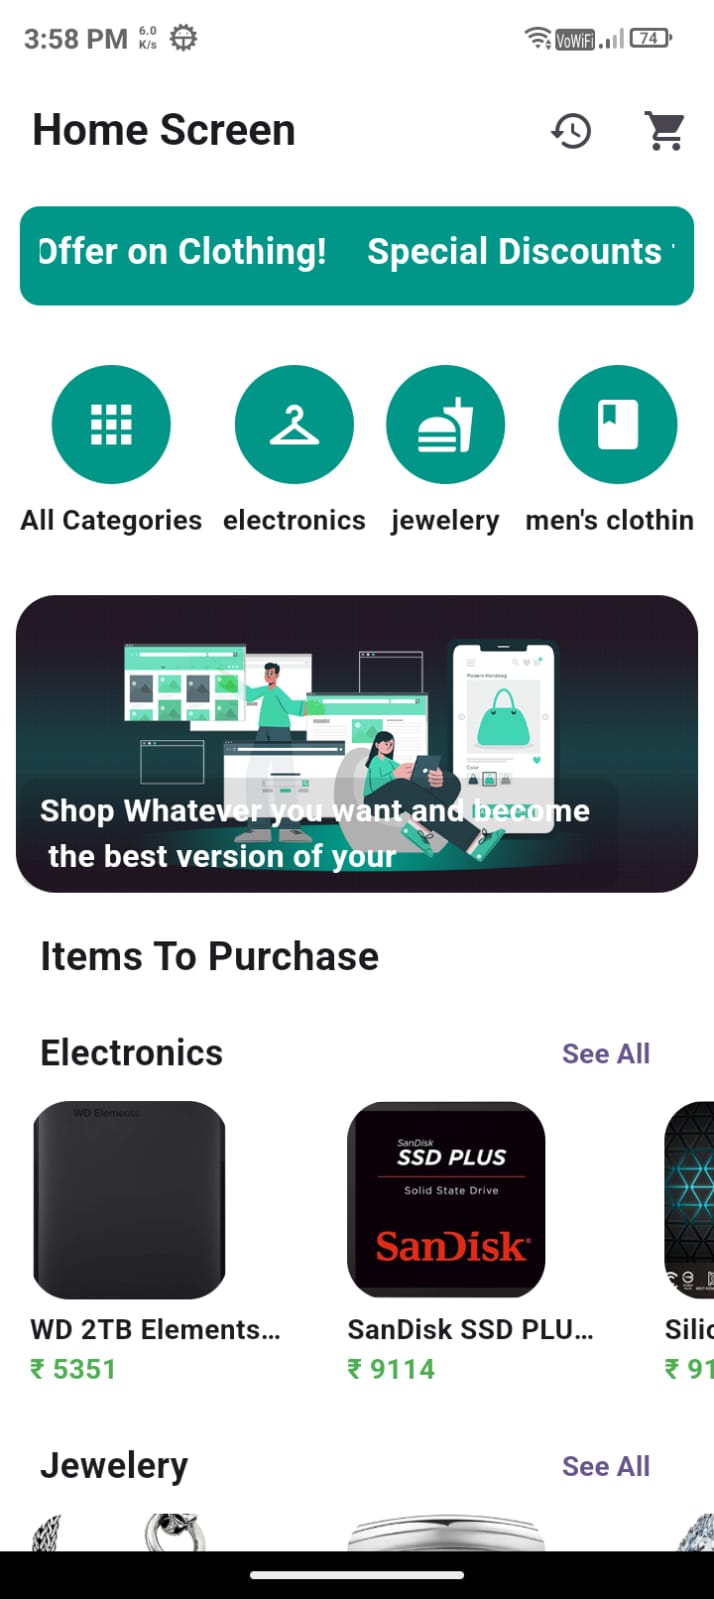 3:58 PM 6.0 K/s VoWiFi 74
Home Screen
Offer on Clothing! Special Discounts
All Categories electronics jewelery men's clothin
Modern Handbag
Color
Shop Whatever you want and become
the best version of your
Items To Purchase
Electronics See All
WD Elements
SanDisk
SSD PLUS
Solid State Drive
SanDisk
WD 2TB Elements... SanDisk SSD PLU... Silic
₹ 5351 ₹ 9114 ₹ 91
Jewelery See All